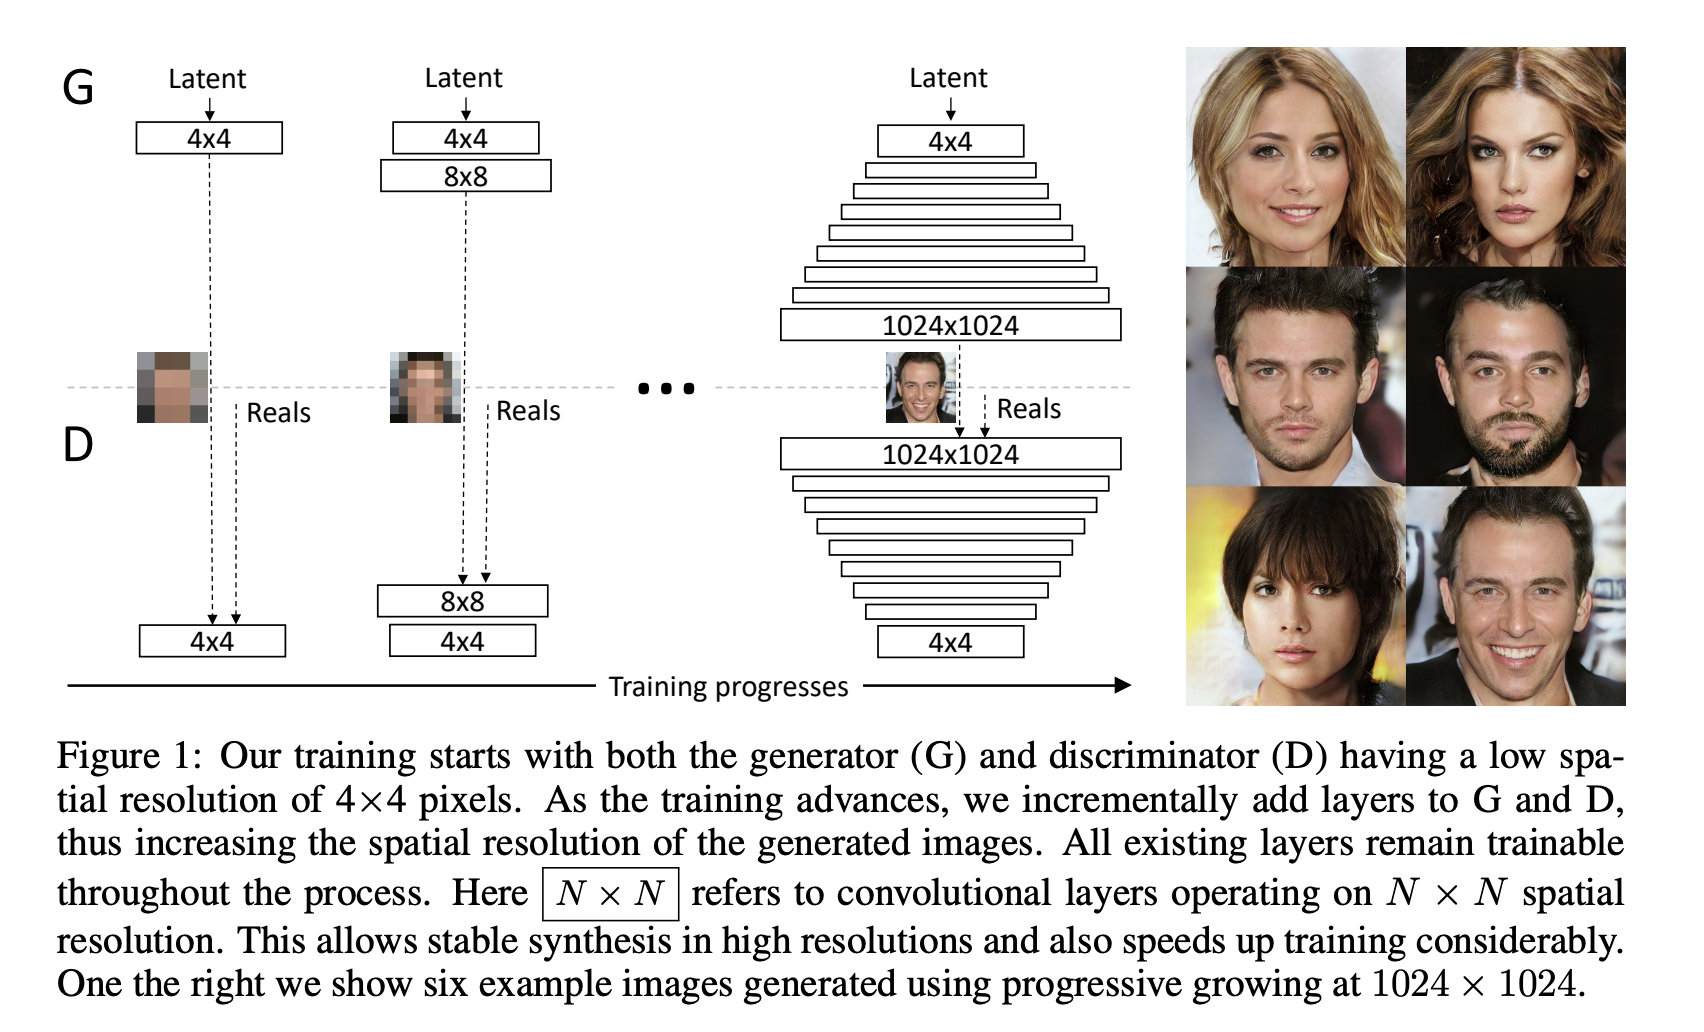 G
Latent
Latent
Latent
4x4
4x4
4x4
8x8
1024x1024
Reals
Reals
Reals
D
1024x1024
8x8
4x4
4x4
4x4
Training progresses
Figure 1: Our training starts with both the generator (G) and discriminator (D) having a low spa-
tial resolution of 4×4 pixels. As the training advances, we incrementally add layers to G and D,
thus increasing the spatial resolution of the generated images. All existing layers remain trainable
throughout the process. Here N × N refers to convolutional layers operating on N × N spatial
resolution. This allows stable synthesis in high resolutions and also speeds up training considerably.
One the right we show six example images generated using progressive growing at 1024 × 1024.